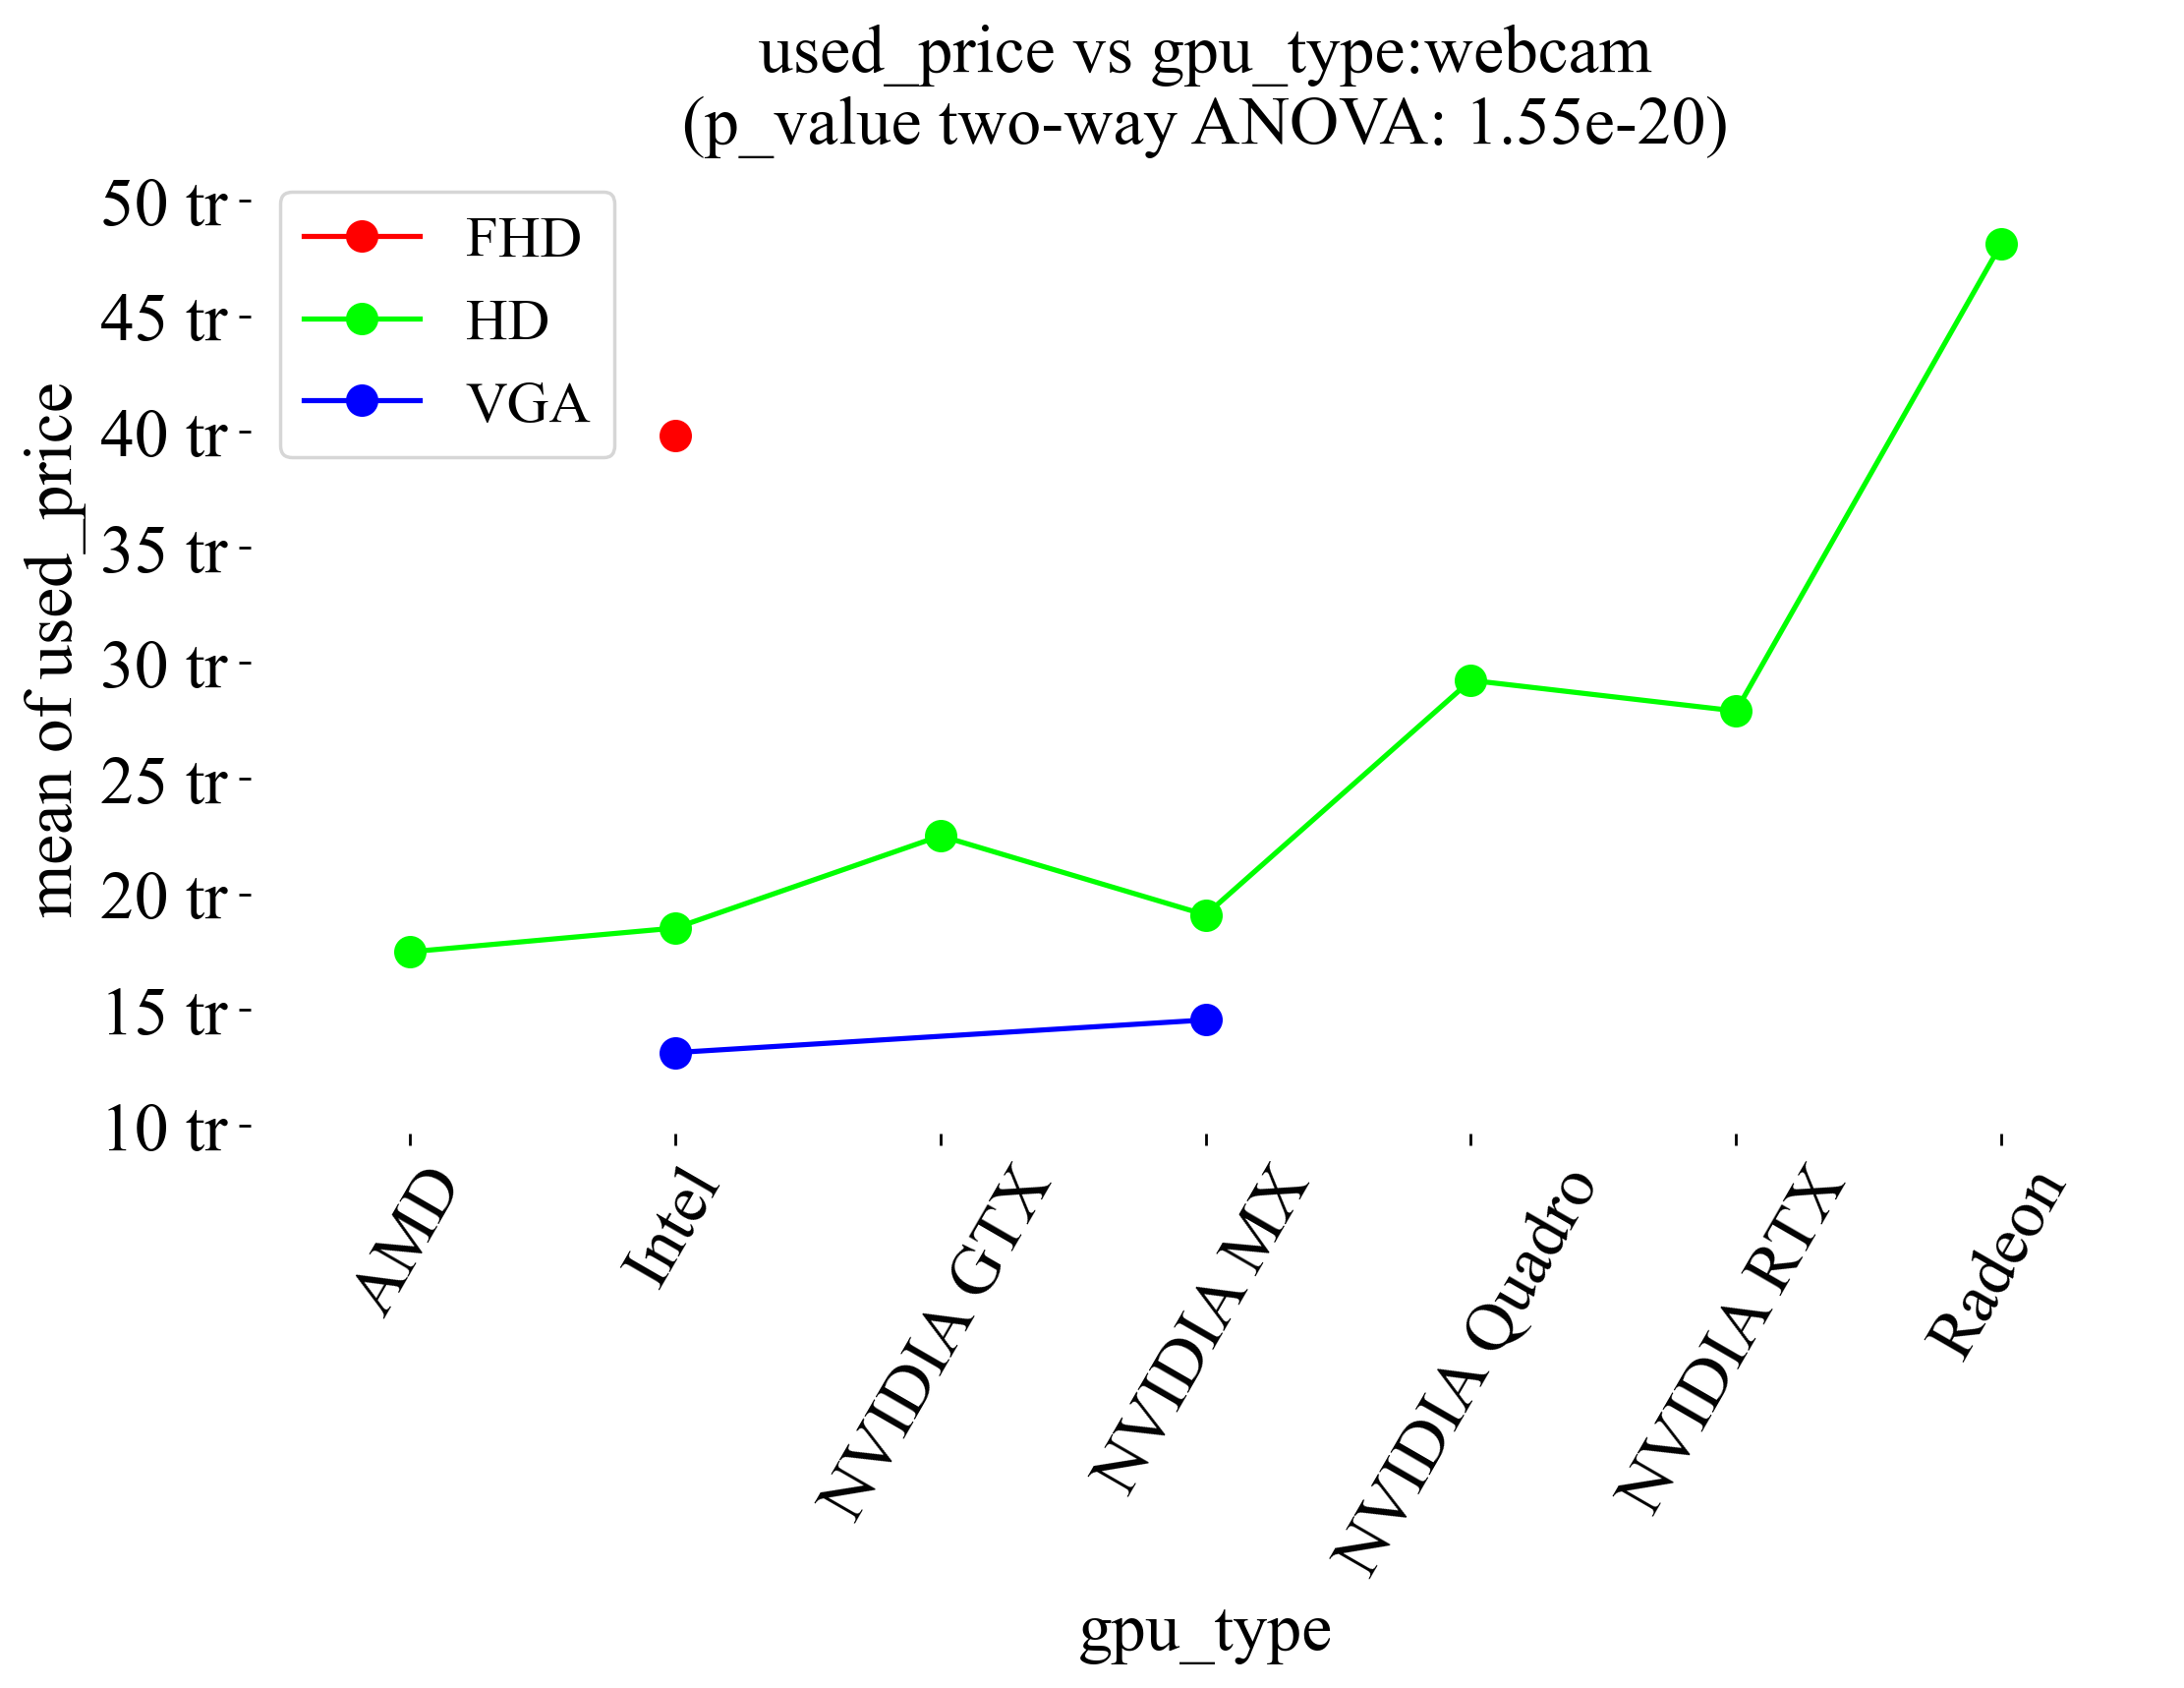 used_price vs gpu_type:webcam
(p_value two-way ANOVA: 1.55e-20)
50 tr
45 tr
40 tr
35 tr
30 tr
25 tr
20 tr
15 tr
10 tr
mean of used_price
FHD
HD
VGA
AMD
Intel
NVIDIA GTX
NVIDIA MX
NVIDIA Quadro
NVIDIA RTX
Radeon
gpu_type